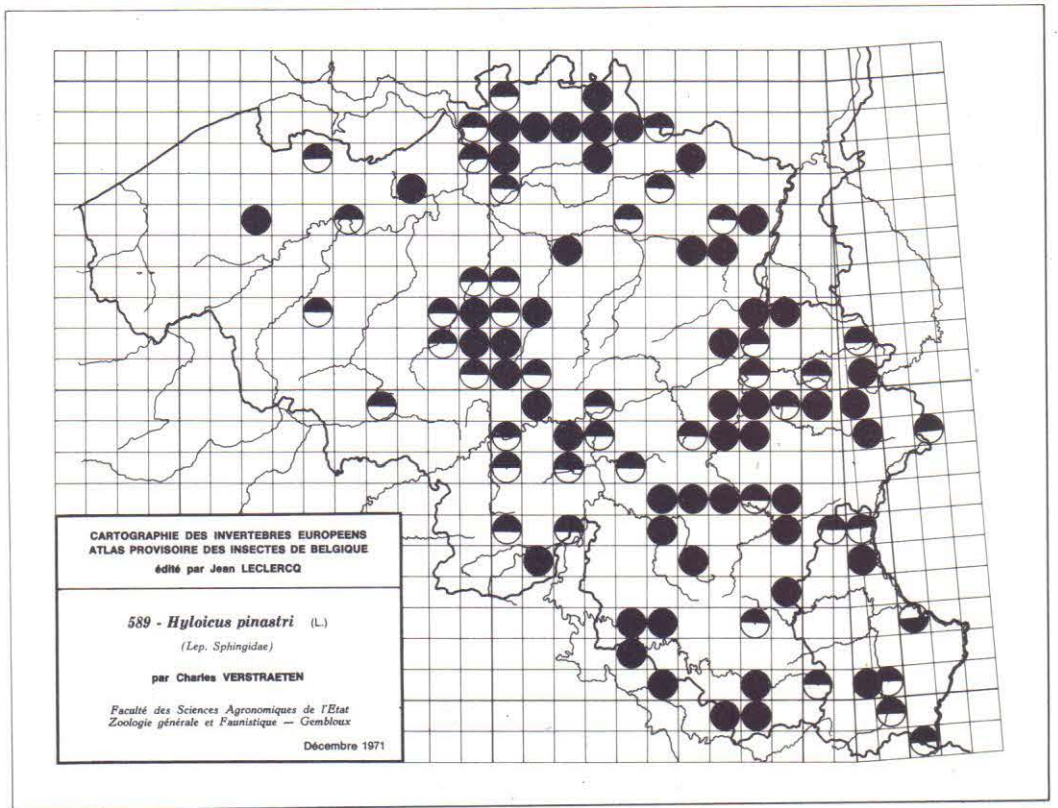 CARTOGRAPHIE DES INVERTEBRES EUROPEENS
ATLAS PROVISOIRE DES INSECTES DE BELGIQUE
édité par Jean LECLERCQ
589 - Hyloicus pinastri (L.)
(Lep. Sphingidae)
par Charles VERSTRAETEN
Faculté des Sciences Agronomiques de l'Etat
Zoologie générale et Faunistique — Gembloux
Décembre 1971